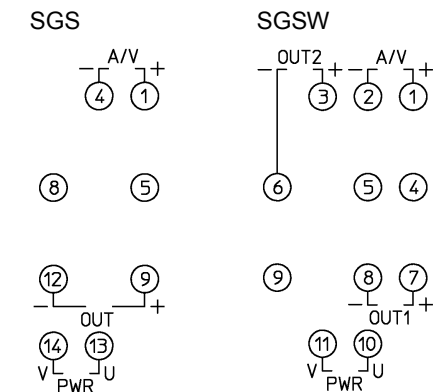 SGS SGSW
A/V OUT2 A/V
− + − + − +
4 1 3 2 1
8 5 6 5 4
12 9 9 8 7
− + − +
OUT OUT1
14 13 11 10
V U V U
PWR PWR